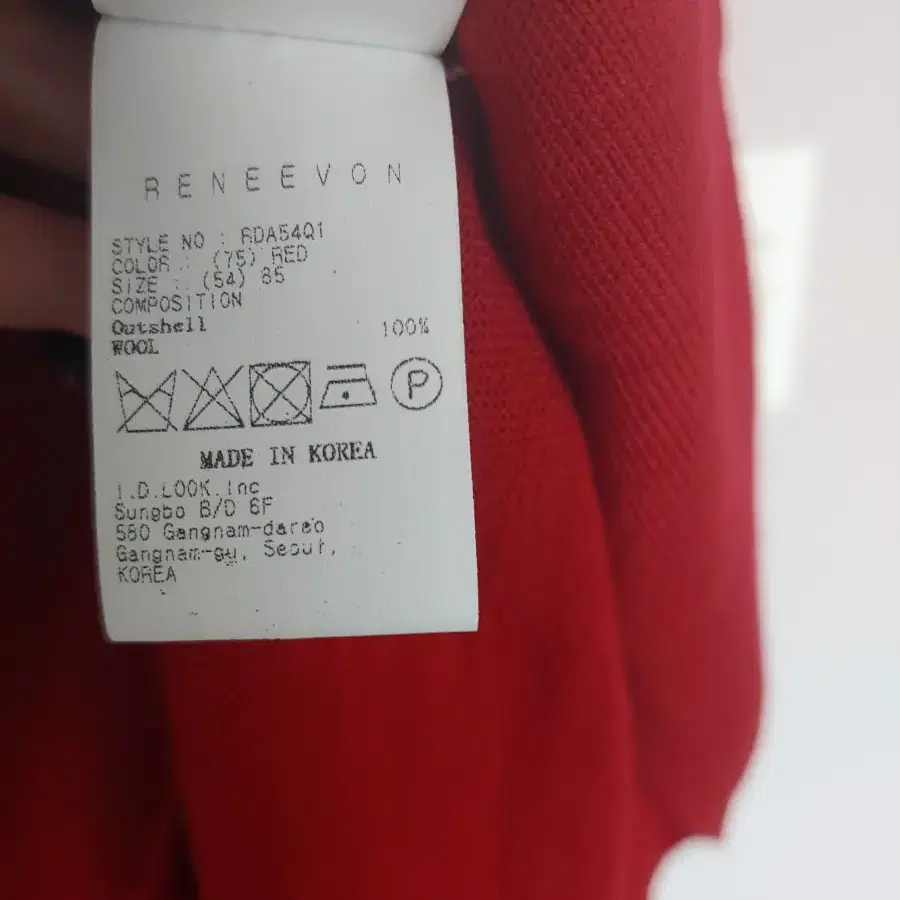 RENEEVON
STYLE NO : RDA54Q1
COLOR : (75) RED
SIZE : (54) 85
COMPOSITION
Outshell 100%
WOOL
P
MADE IN KOREA
I.D.LOOK.Inc
Sungbo B/D 6F
580 Gangnam-daero
Gangnam-gu, Seoul,
KOREA